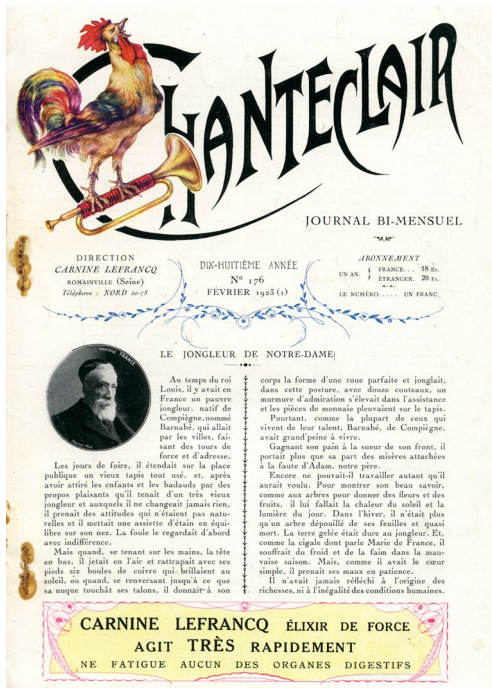 CHANTECLAIR
JOURNAL BI-MENSUEL
DIRECTION
CARNINE LEFRANCQ
ROMAINVILLE (Seine)
Téléphone : NORD 20-78
DIX-HUITIÈME ANNÉE
N° 176
FÉVRIER 1923 (1)
ABONNEMENT
UN AN. { FRANCE. . . 18 Fr.
ÉTRANGER. 20 Fr.
LE NUMÉRO. . . . . UN FRANC.
LE JONGLEUR DE NOTRE-DAME
ANATOLE FRANCE
Au temps du roi
Louis, il y avait en
France un pauvre
jongleur, natif de
Compiègne, nommé
Barnabé, qui allait
par les villes, fai-
sant des tours de
force et d'adresse.
Les jours de foire, il étendait sur la place
publique un vieux tapis tout usé, et, après
avoir attiré les enfants et les badauds par des
propos plaisants qu'il tenait d'un très vieux
jongleur et auxquels il ne changeait jamais rien,
il prenait des attitudes qui n'étaient pas natu-
relles et il mettait une assiette d'étain en équi-
libre sur son nez. La foule le regardait d'abord
avec indifférence.
Mais quand, se tenant sur les mains, la tête
en bas, il jetait en l'air et rattrapait avec ses
pieds six boules de cuivre qui brillaient au
soleil, ou quand, se renversant jusqu'à ce que
sa nuque touchât ses talons, il donnait à son
corps la forme d'une roue parfaite et jonglait,
dans cette posture, avec douze couteaux, un
murmure d'admiration s'élevait dans l'assistance
et les pièces de monnaie pleuvaient sur le tapis.
Pourtant, comme la plupart de ceux qui
vivent de leur talent, Barnabé, de Compiègne,
avait grand'peine à vivre.
Gagnant son pain à la sueur de son front, il
portait plus que sa part des misères attachées
à la faute d'Adam, notre père.
Encore ne pouvait-il travailler autant qu'il
aurait voulu. Pour montrer son beau savoir,
comme aux arbres pour donner des fleurs et des
fruits, il lui fallait la chaleur du soleil et la
lumière du jour. Dans l'hiver, il n'était plus
qu'un arbre dépouillé de ses feuilles et quasi
mort. La terre gelée était dure au jongleur. Et,
comme la cigale dont parle Marie de France, il
souffrait du froid et de la faim dans la mau-
vaise saison. Mais, comme il avait le cœur
simple, il prenait ses maux en patience.
Il n'avait jamais réfléchi à l'origine des
richesses, ni à l'inégalité des conditions humaines.
CARNINE LEFRANCQ ÉLIXIR DE FORCE
AGIT TRÈS RAPIDEMENT
NE FATIGUE AUCUN DES ORGANES DIGESTIFS